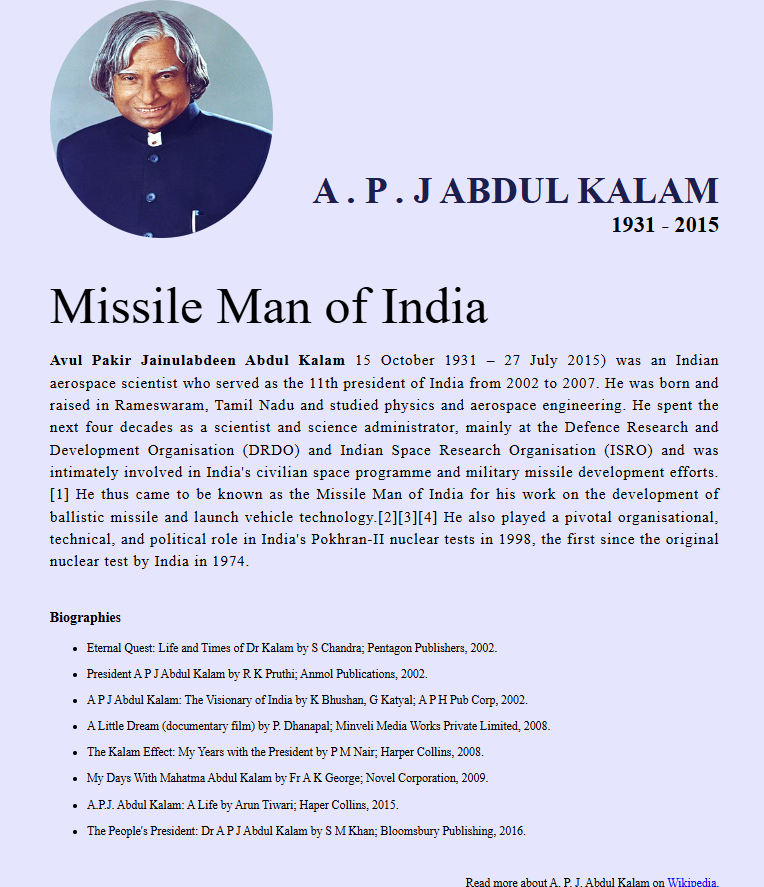 A . P . J ABDUL KALAM
1931 - 2015
Missile Man of India
Avul Pakir Jainulabdeen Abdul Kalam 15 October 1931 – 27 July 2015) was an Indian
aerospace scientist who served as the 11th president of India from 2002 to 2007. He was born and
raised in Rameswaram, Tamil Nadu and studied physics and aerospace engineering. He spent the
next four decades as a scientist and science administrator, mainly at the Defence Research and
Development Organisation (DRDO) and Indian Space Research Organisation (ISRO) and was
intimately involved in India's civilian space programme and military missile development efforts.
[1] He thus came to be known as the Missile Man of India for his work on the development of
ballistic missile and launch vehicle technology.[2][3][4] He also played a pivotal organisational,
technical, and political role in India's Pokhran-II nuclear tests in 1998, the first since the original
nuclear test by India in 1974.
Biographies
• Eternal Quest: Life and Times of Dr Kalam by S Chandra; Pentagon Publishers, 2002.
• President A P J Abdul Kalam by R K Pruthi; Anmol Publications, 2002.
• A P J Abdul Kalam: The Visionary of India by K Bhushan, G Katyal; A P H Pub Corp, 2002.
• A Little Dream (documentary film) by P. Dhanapal; Minveli Media Works Private Limited, 2008.
• The Kalam Effect: My Years with the President by P M Nair; Harper Collins, 2008.
• My Days With Mahatma Abdul Kalam by Fr A K George; Novel Corporation, 2009.
• A.P.J. Abdul Kalam: A Life by Arun Tiwari; Haper Collins, 2015.
• The People's President: Dr A P J Abdul Kalam by S M Khan; Bloomsbury Publishing, 2016.
Read more about A. P. J. Abdul Kalam on Wikipedia.